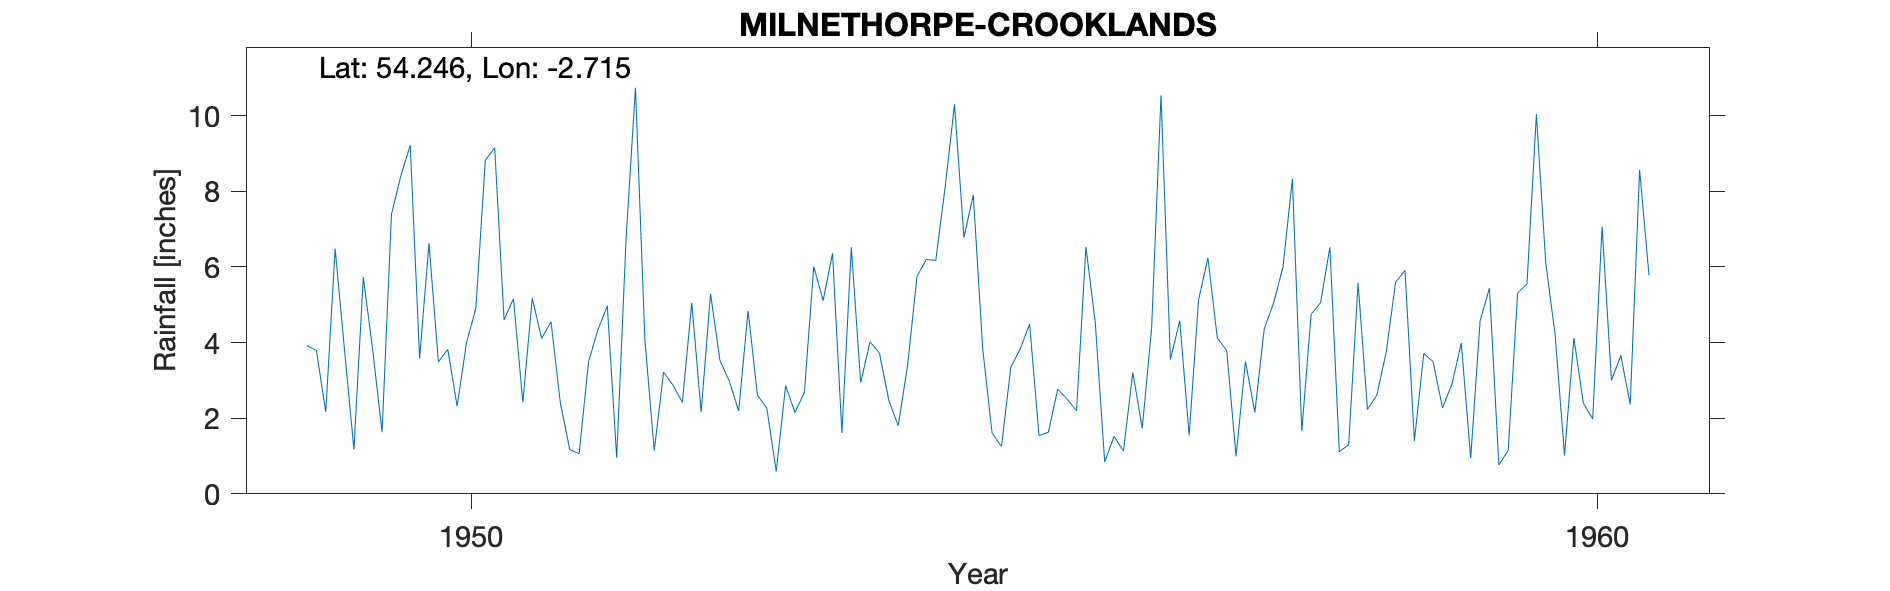 MILNETHORPE-CROOKLANDS
Lat: 54.246, Lon: -2.715
Rainfall [inches]
10
8
6
4
2
0
1950
1960
Year